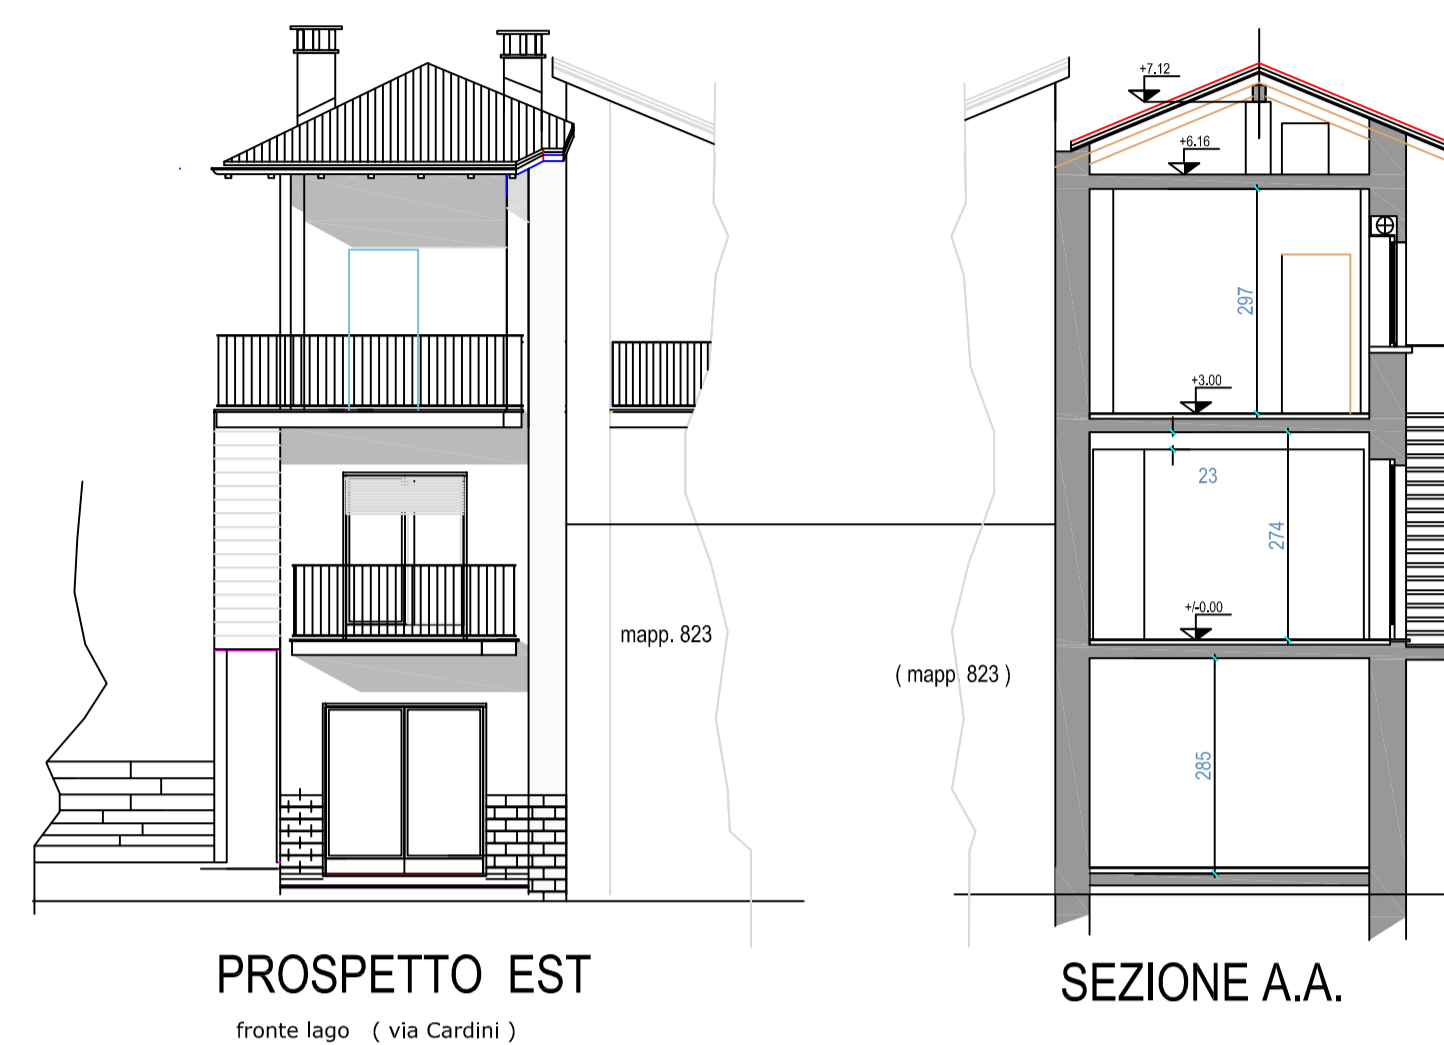 +7.12
+6.16
297
+3.00
23
274
+/-0.00
mapp. 823
( mapp. 823 )
285
PROSPETTO EST
SEZIONE A.A.
fronte lago ( via Cardini )